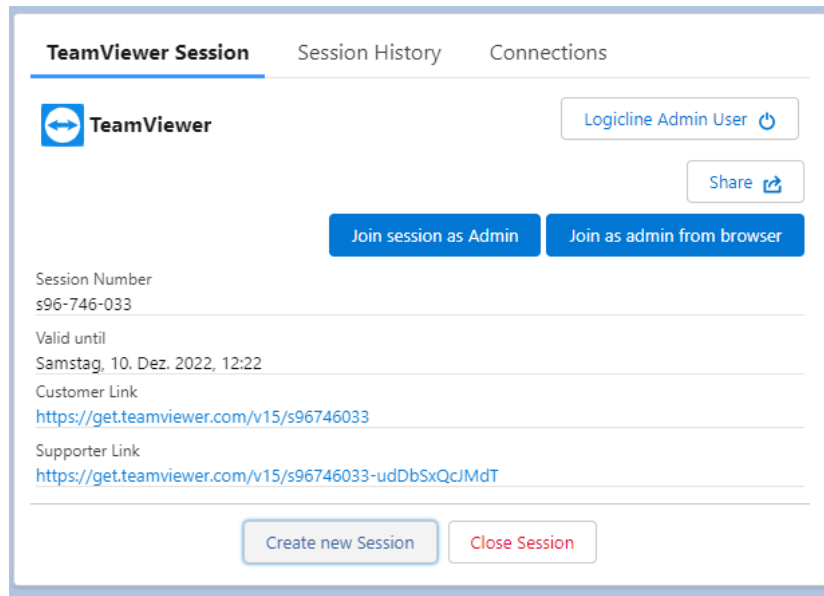 TeamViewer Session Session History Connections
TeamViewer
Logicline Admin User
Share
Join session as Admin Join as admin from browser
Session Number
s96-746-033
Valid until
Samstag, 10. Dez. 2022, 12:22
Customer Link
https://get.teamviewer.com/v15/s96746033
Supporter Link
https://get.teamviewer.com/v15/s96746033-udDbSxQcJMdT
Create new Session Close Session